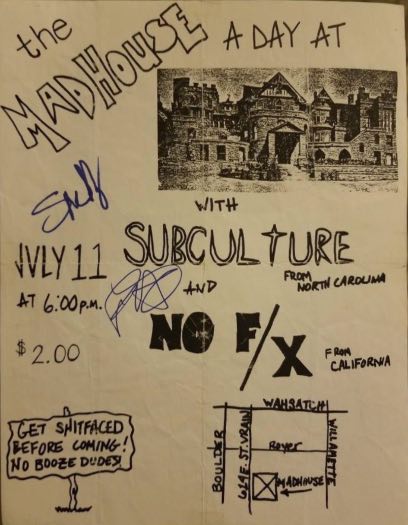 the
MADHOUSE
A DAY AT
WITH
SUBCULTURE
FROM
NORTH CAROLINA
JULY 11
AT 6:00 P.M.
AND
NO F/X
FROM
CALIFORNIA
$2.00
GET SHITFACED
BEFORE COMING!
NO BOOZE DUDES!
WAHSATCH
BOULDER
629 E. ST. VRAIN
Royer
WILLAMETTE
MADHOUSE